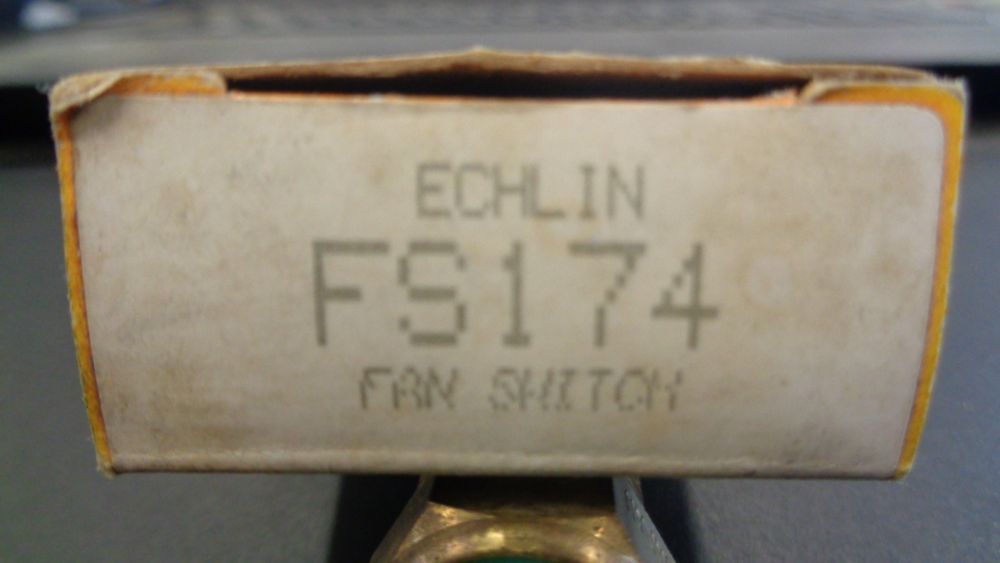 ECHLIN
FS174
FAN SWITCH